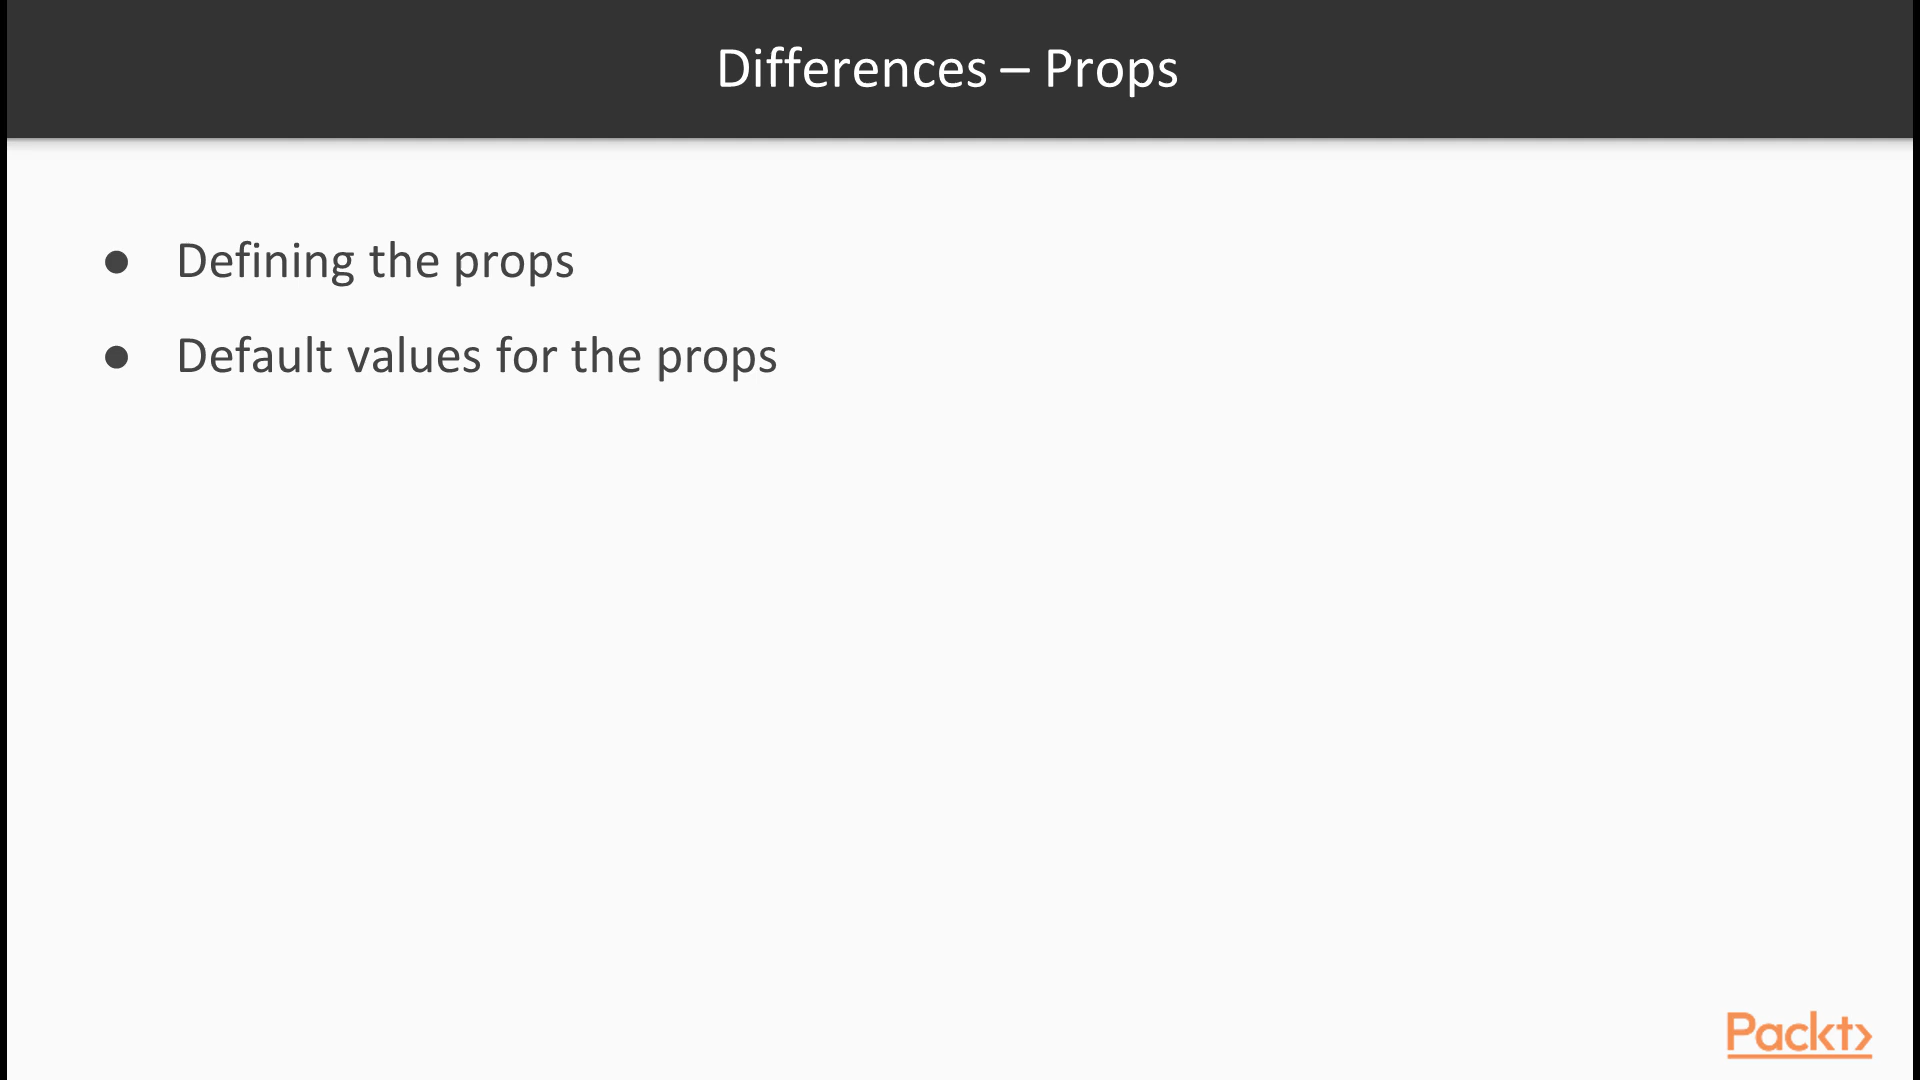 Differences – Props
● Defining the props
● Default values for the props
Packt>